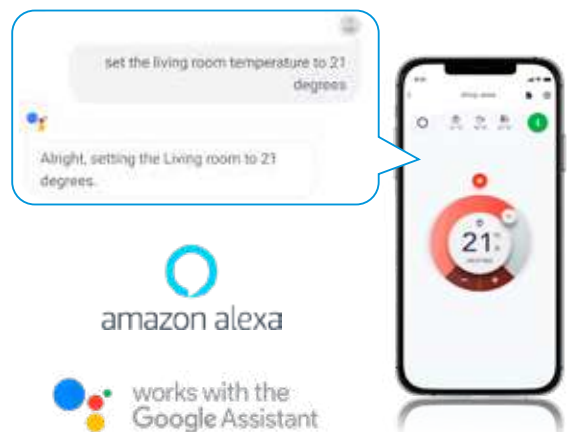 set the living room temperature to 21
degrees
Alright, setting the Living room to 21
degrees.
21
amazon alexa
works with the
Google Assistant